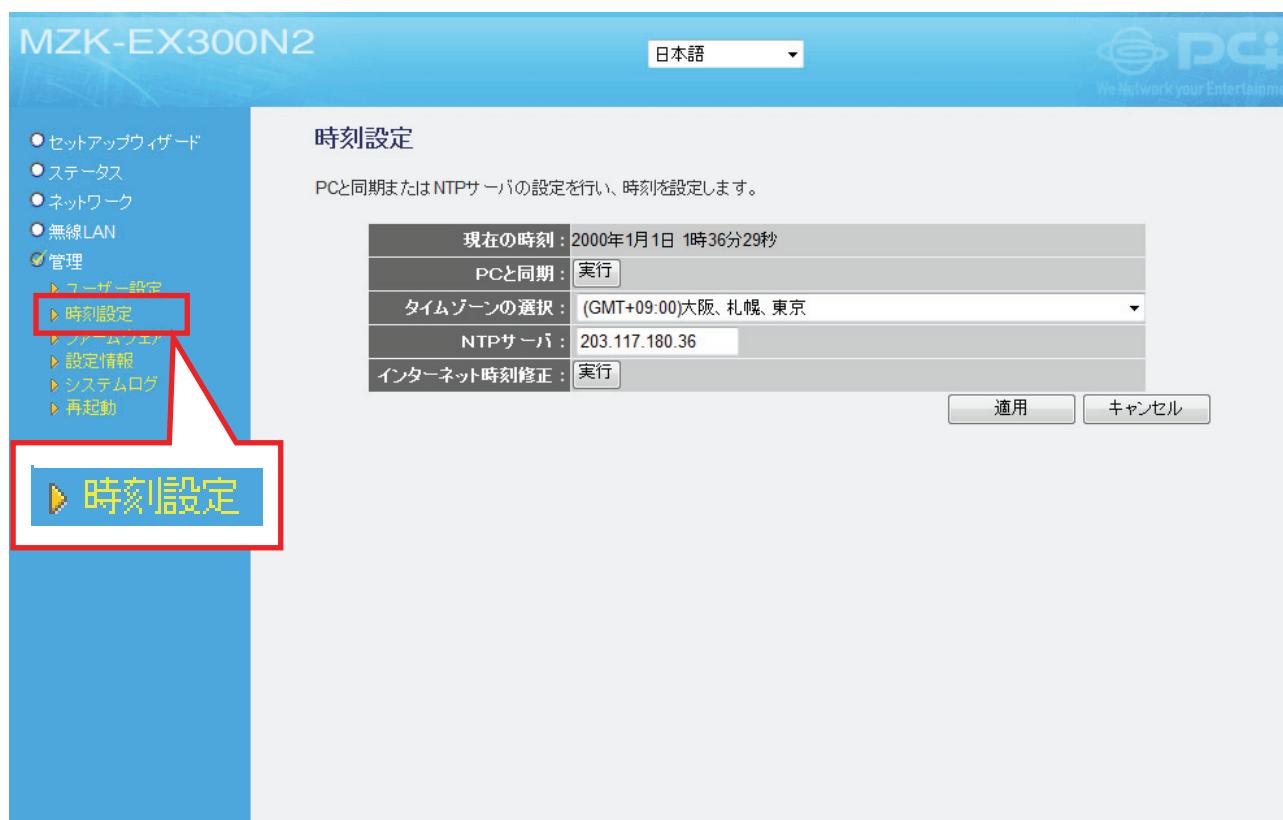 MZK-EX300N2
日本語
PCi
We Network your Entertainme
セットアップウィザード
ステータス
ネットワーク
無線LAN
管理
ユーザー設定
時刻設定
ファームウェア
設定情報
システムログ
再起動
時刻設定
時刻設定
PCと同期またはNTPサーバの設定を行い、時刻を設定します。
現在の時刻：2000年1月1日 1時36分29秒
PCと同期： 実行
タイムゾーンの選択： (GMT+09:00)大阪、札幌、東京
NTPサーバ： 203.117.180.36
インターネット時刻修正： 実行
適用 キャンセル